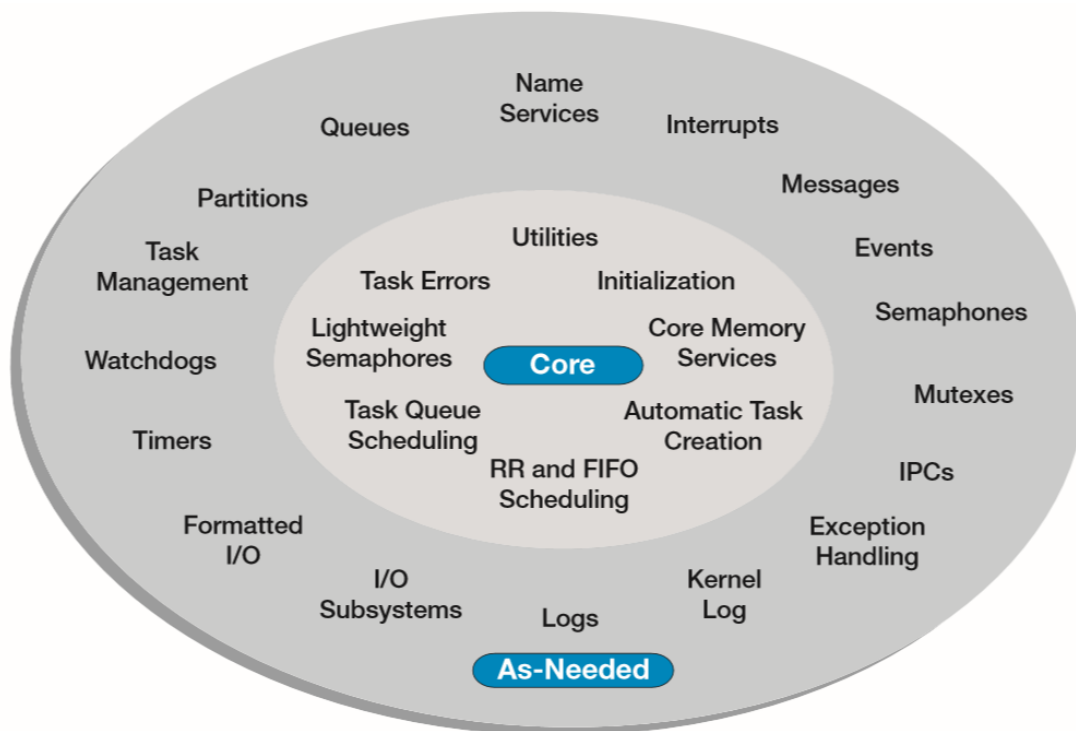 Name
Services
Queues
Interrupts
Messages
Partitions
Utilities
Events
Task
Management
Task Errors
Initialization
Semaphones
Lightweight
Semaphores
Core Memory
Services
Core
Watchdogs
Mutexes
Task Queue
Scheduling
Automatic Task
Creation
Timers
RR and FIFO
Scheduling
IPCs
Formatted
I/O
Exception
Handling
I/O
Subsystems
Kernel
Log
Logs
As-Needed